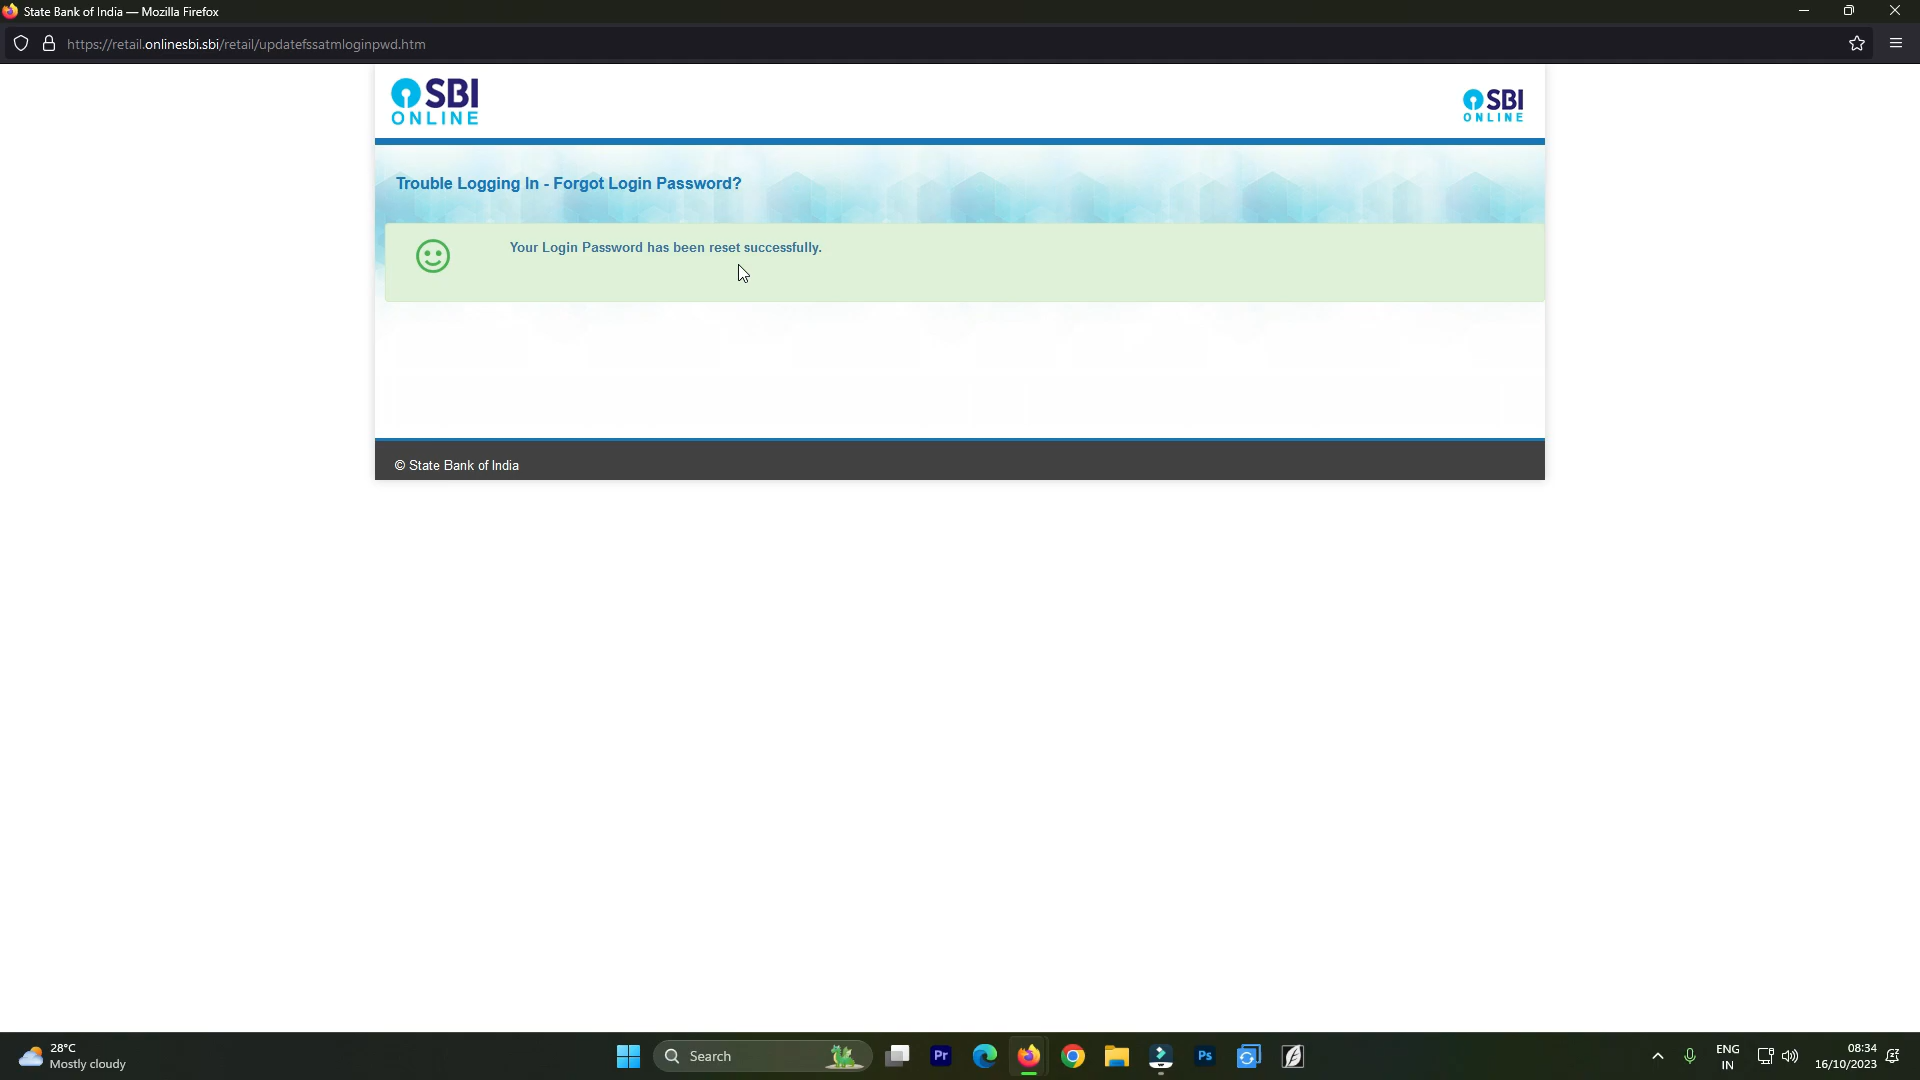 State Bank of India — Mozilla Firefox
https://retail.onlinesbi.sbi/retail/updatefssatmloginpwd.htm
SBI
ONLINE
SBI
ONLINE
Trouble Logging In - Forgot Login Password?
Your Login Password has been reset successfully.
© State Bank of India
28°C
Mostly cloudy
Search
Pr
Ps
ENG
IN
08:34
16/10/2023